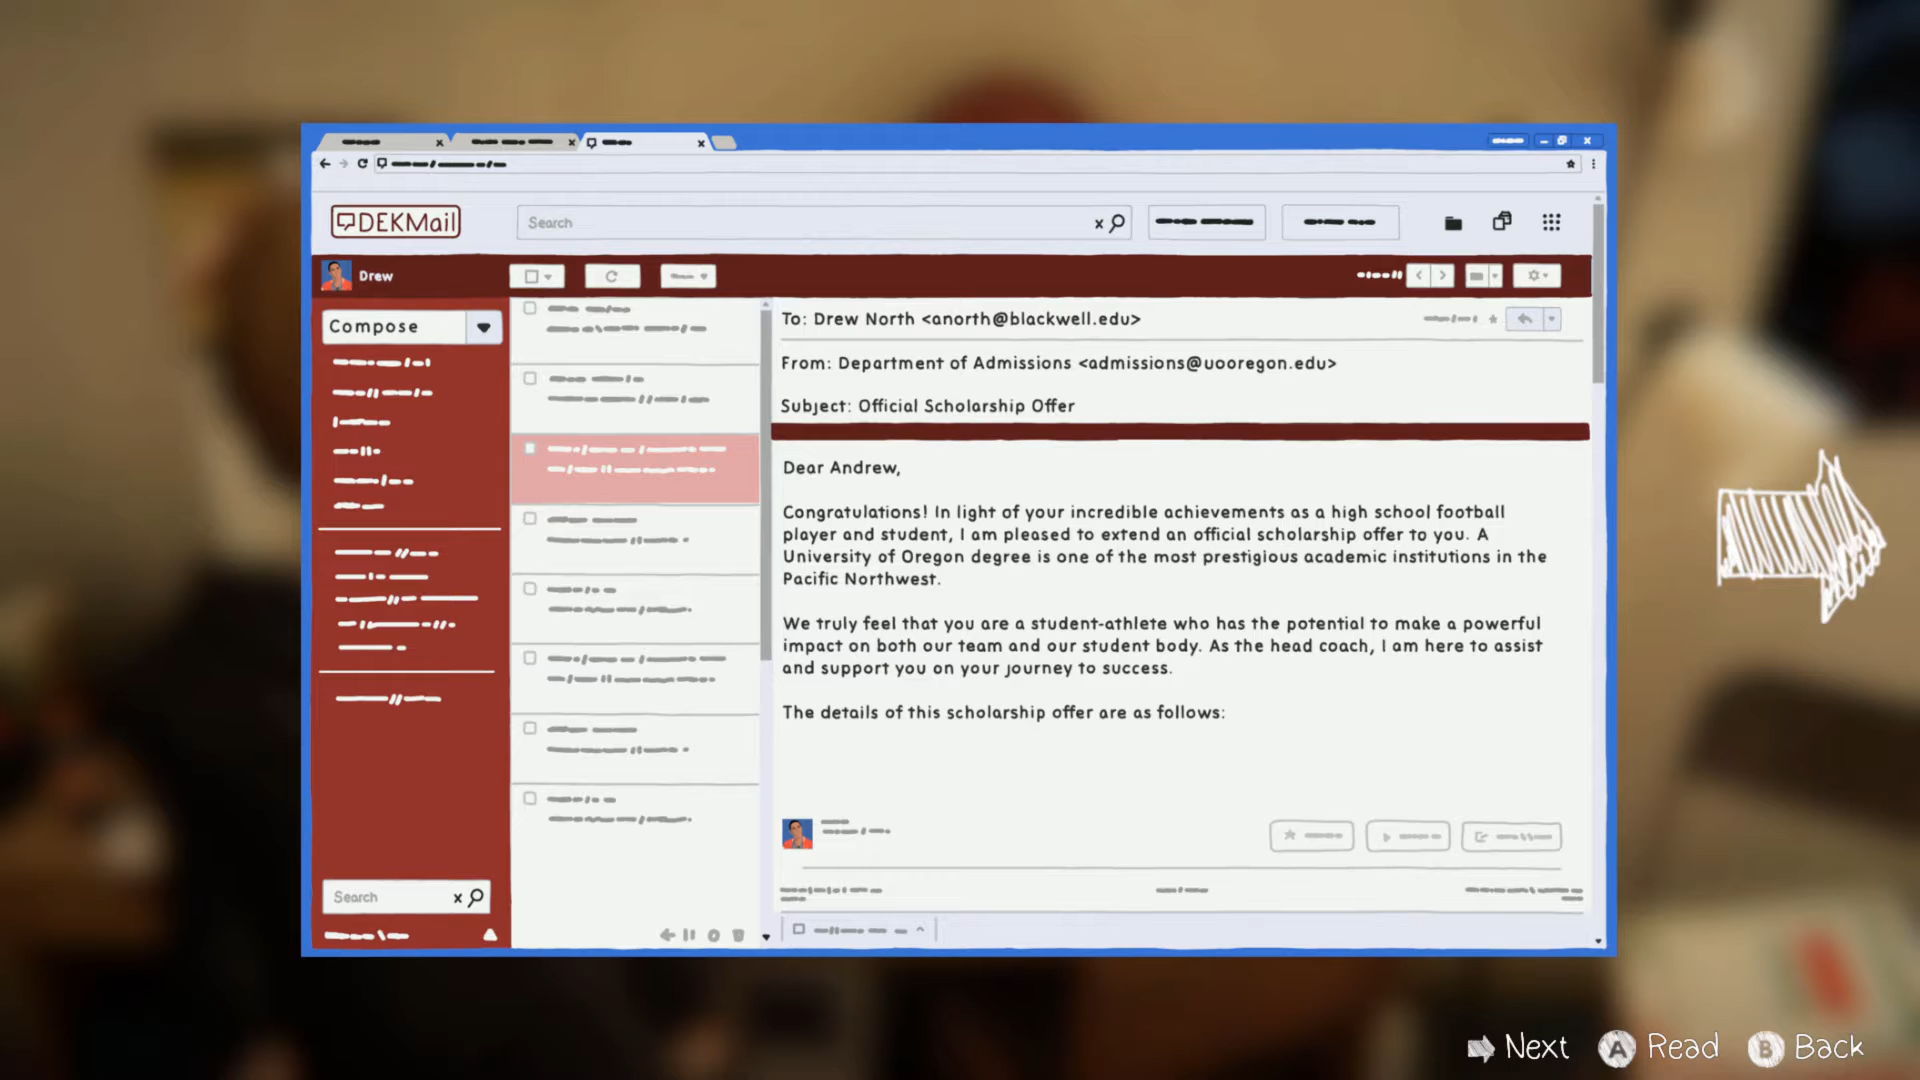 DEKMail
Search
Drew
Compose
To: Drew North <anorth@blackwell.edu>
From: Department of Admissions <admissions@uooregon.edu>
Subject: Official Scholarship Offer
Dear Andrew,
Congratulations! In light of your incredible achievements as a high school football
player and student, I am pleased to extend an official scholarship offer to you. A
University of Oregon degree is one of the most prestigious academic institutions in the
Pacific Northwest.
We truly feel that you are a student-athlete who has the potential to make a powerful
impact on both our team and our student body. As the head coach, I am here to assist
and support you on your journey to success.
The details of this scholarship offer are as follows:
Search
Next A Read B Back